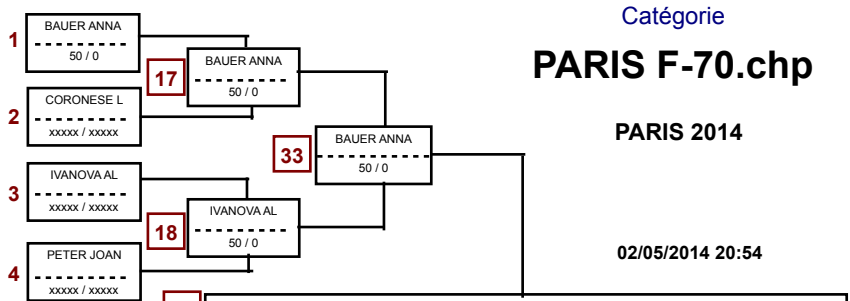 Catégorie
PARIS F-70.chp
PARIS 2014
02/05/2014 20:54
1
BAUER ANNA
50 / 0
2
CORONESE L
xxxxx / xxxxx
17
BAUER ANNA
50 / 0
3
IVANOVA AL
xxxxx / xxxxx
4
PETER JOAN
xxxxx / xxxxx
18
IVANOVA AL
50 / 0
33
BAUER ANNA
50 / 0